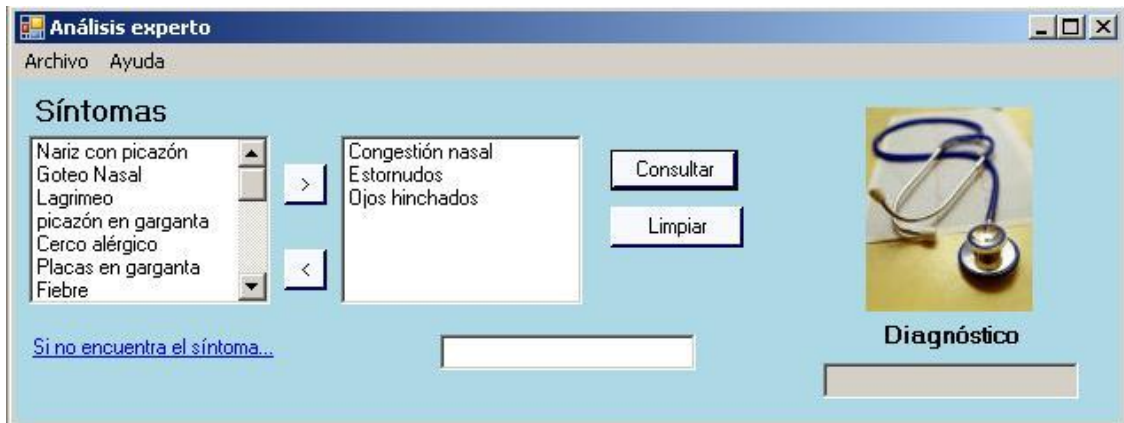 Análisis experto
Archivo Ayuda
Síntomas
Nariz con picazón
Goteo Nasal
Lagrimeo
picazón en garganta
Cerco alérgico
Placas en garganta
Fiebre
>
<
Congestión nasal
Estornudos
Ojos hinchados
Consultar
Limpiar
Diagnóstico
Si no encuentra el síntoma...